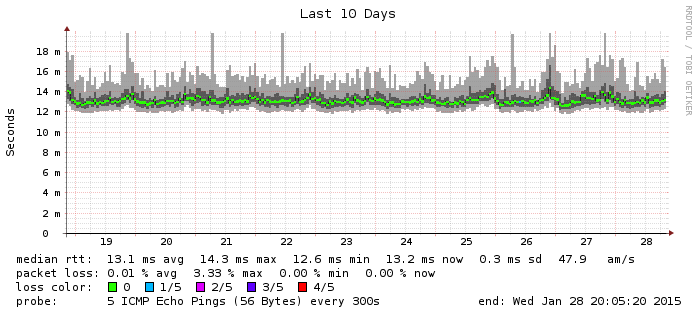 Last 10 Days
RRDTOOL / TOBI OETIKER
Seconds
18 m
16 m
14 m
12 m
10 m
8 m
6 m
4 m
2 m
0
19 20 21 22 23 24 25 26 27 28
median rtt: 13.1 ms avg 14.3 ms max 12.6 ms min 13.2 ms now 0.3 ms sd 47.9 am/s
packet loss: 0.01 % avg 3.33 % max 0.00 % min 0.00 % now
loss color: 0 1/5 2/5 3/5 4/5
probe: 5 ICMP Echo Pings (56 Bytes) every 300s end: Wed Jan 28 20:05:20 2015